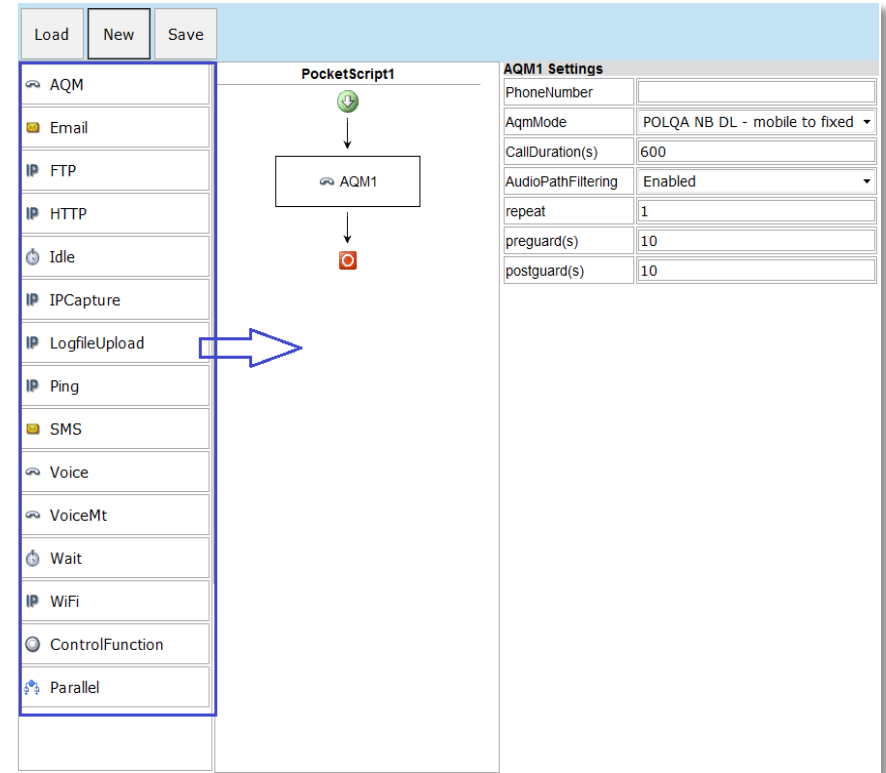 Load New Save
AQM
Email
FTP
HTTP
Idle
IPCapture
LogfileUpload
Ping
SMS
Voice
VoiceMt
Wait
WiFi
ControlFunction
Parallel
PocketScript1
AQM1
AQM1 Settings
PhoneNumber
AqmMode POLQA NB DL - mobile to fixed
CallDuration(s) 600
AudioPathFiltering Enabled
repeat 1
preguard(s) 10
postguard(s) 10